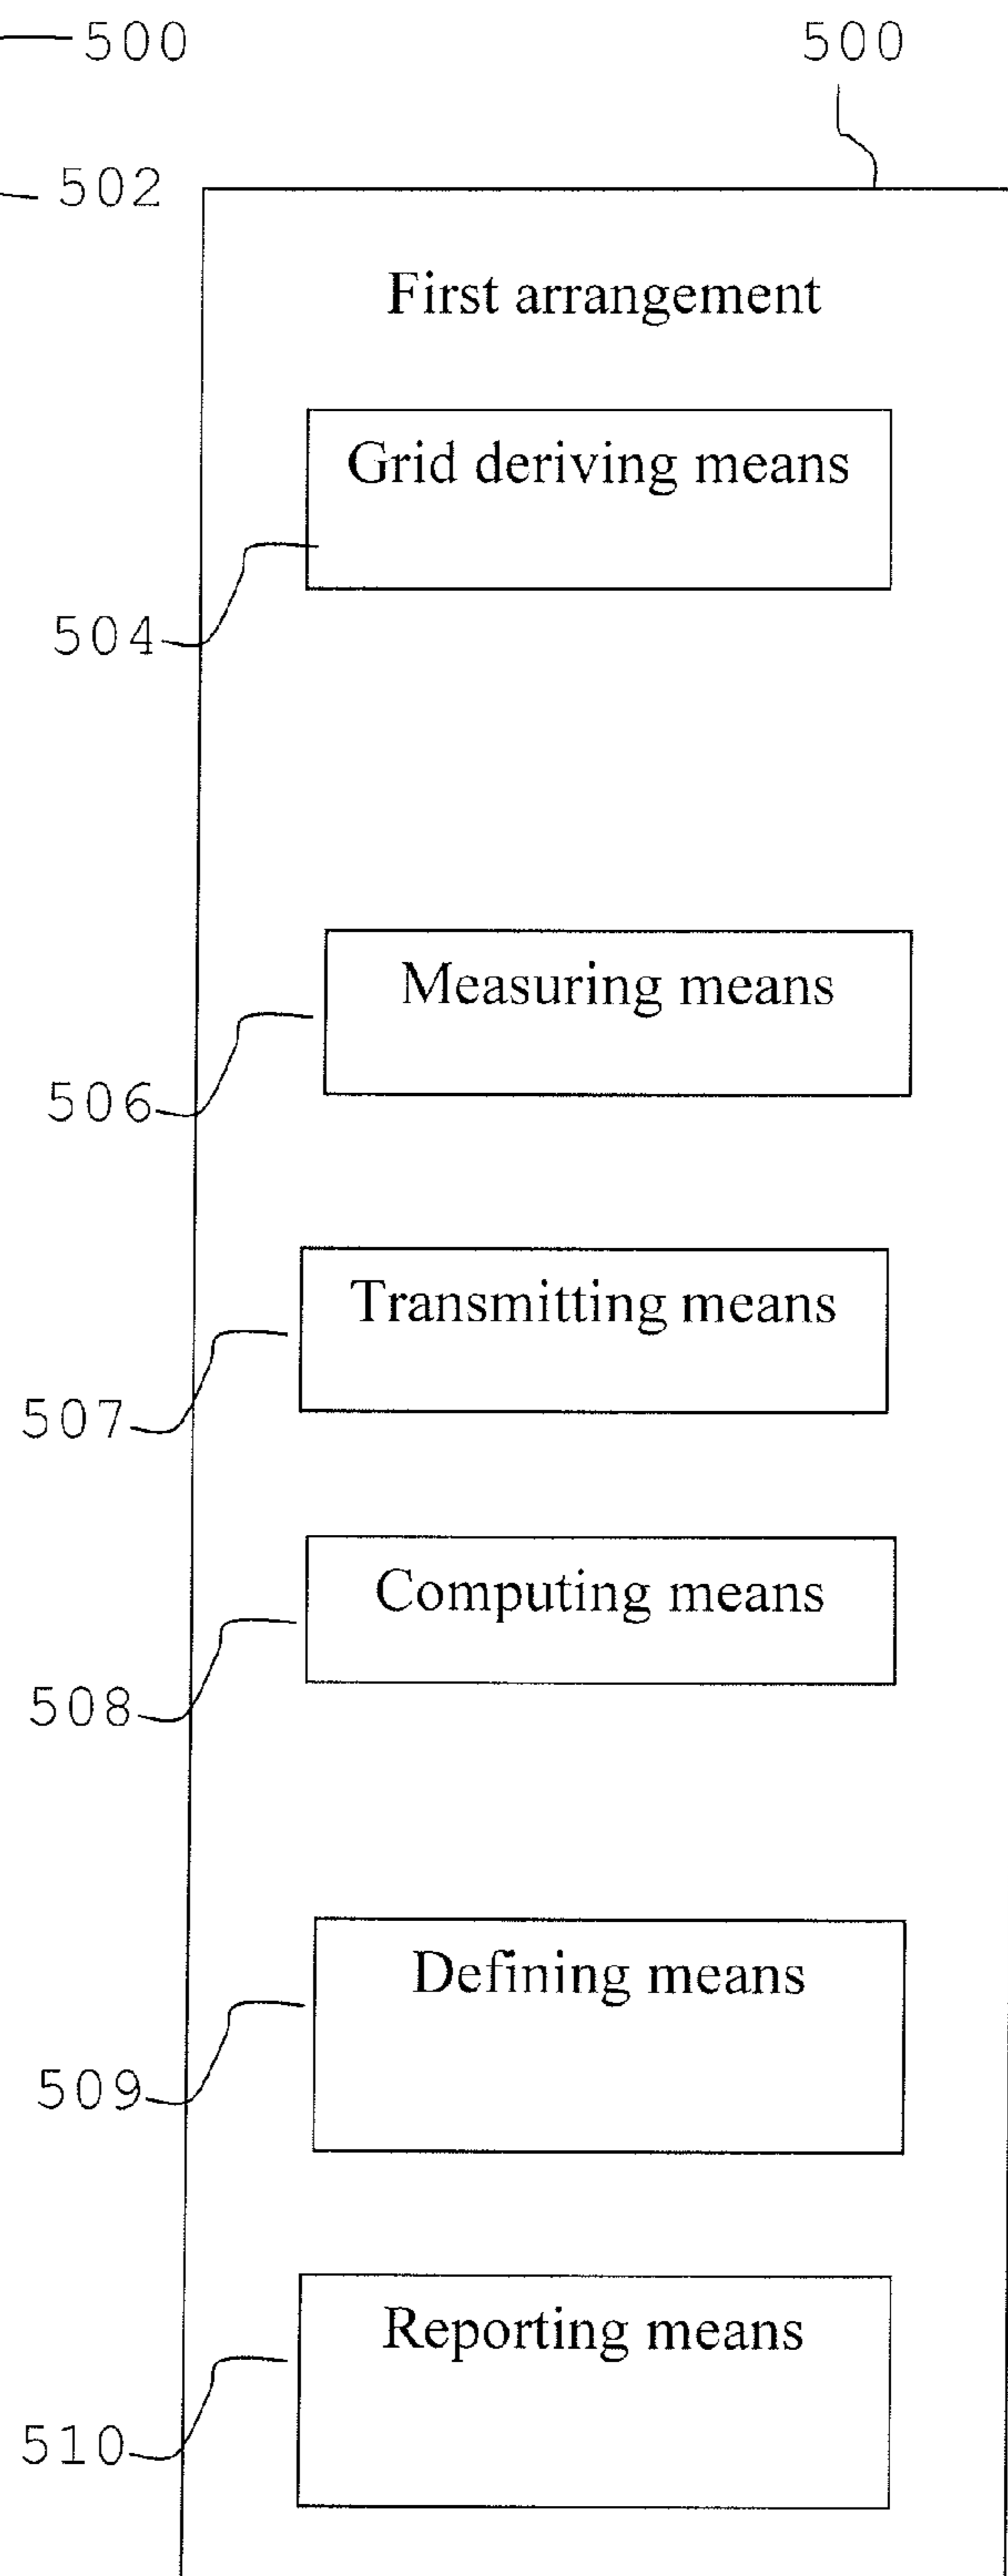 500 500
502
First arrangement
Grid deriving means
504
Measuring means
506
Transmitting means
507
Computing means
508
Defining means
509
Reporting means
510